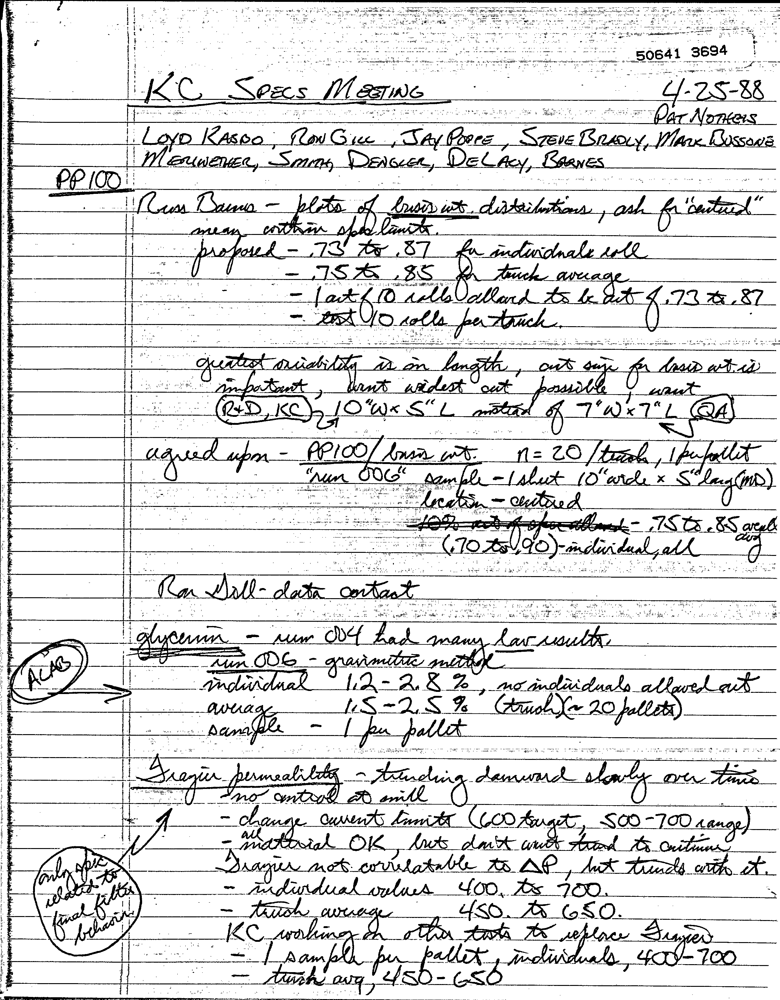 50641 3694
KC SPECS MEETING 4-25-88
PAT NOTHEIS
LOYD KASBO, RON GILL, JAY POPPE, STEVE BRADLY, MARK BUSSONE
MERIWETHER, SMITH, DENGLER, DELACY, BARNES
PP100
Russ Barnes - plots of basis wt. distributions, ask for "centered"
mean within spec limits.
proposed - .73 to .87 for individuals roll
- .75 to .85 for truck average
- 1 out of 10 rolls allowed to be out of .73 to .87
- test 10 rolls per truck.
greatest variability is in length, cut size for basis wt. is
important, want widest cut possible, want
R+D, KC 10"W x 5"L instead of 7"W x 7"L QA
agreed upon - PP100/basis wt. n = 20/truck, 1 per pallet
"run 006" sample - 1 sheet 10" wide x 5" long (MD)
location - centered
10% out of spec allowed - .75 to .85 overall avg
(.70 to .90) - individual, all
Ron Gill - data contact
glycerin - run 004 had many low results.
ALAB
run 006 - gravimetric method
individual 1.2 - 2.8%, no individuals allowed out
average 1.5 - 2.5% (truck) (~ 20 pallets)
sample - 1 per pallet
Frazier permeability - trending downward slowly over time
- no control at mill
- change current limits (600 target, 500-700 range)
- all material OK, but don't want trend to continue
Frazier not correlatable to ΔP, but trends with it.
only spec related to final filter behavior
- individual values 400. to 700.
- truck average 450. to 650.
KC working on other tests to replace Frazier
- 1 sample per pallet, individuals, 400-700
- truck avg, 450-650